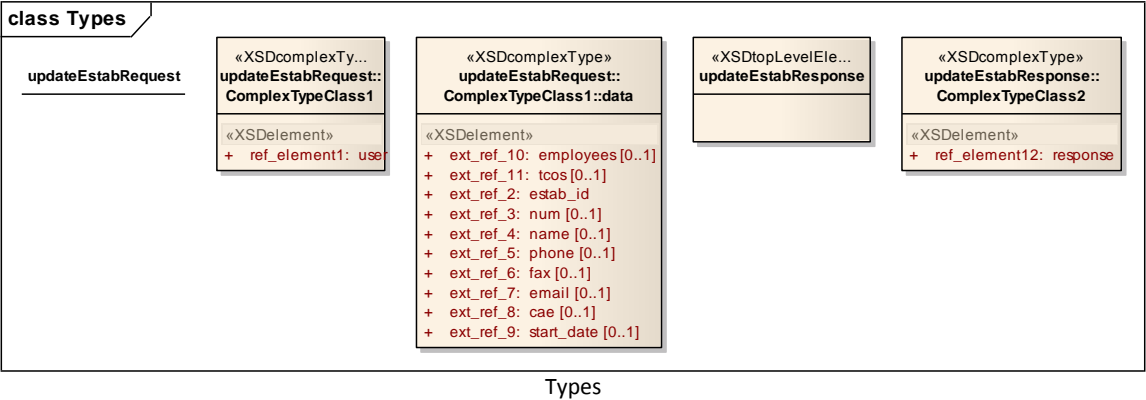 class Types
updateEstabRequest
«XSDcomplexTy...
updateEstabRequest::
ComplexTypeClass1
«XSDelement»
+ ref_element1: user
«XSDcomplexType»
updateEstabRequest::
ComplexTypeClass1::data
«XSDelement»
+ ext_ref_10: employees [0..1]
+ ext_ref_11: tcos [0..1]
+ ext_ref_2: estab_id
+ ext_ref_3: num [0..1]
+ ext_ref_4: name [0..1]
+ ext_ref_5: phone [0..1]
+ ext_ref_6: fax [0..1]
+ ext_ref_7: email [0..1]
+ ext_ref_8: cae [0..1]
+ ext_ref_9: start_date [0..1]
«XSDtopLevelEle...
updateEstabResponse
«XSDcomplexType»
updateEstabResponse::
ComplexTypeClass2
«XSDelement»
+ ref_element12: response
Types